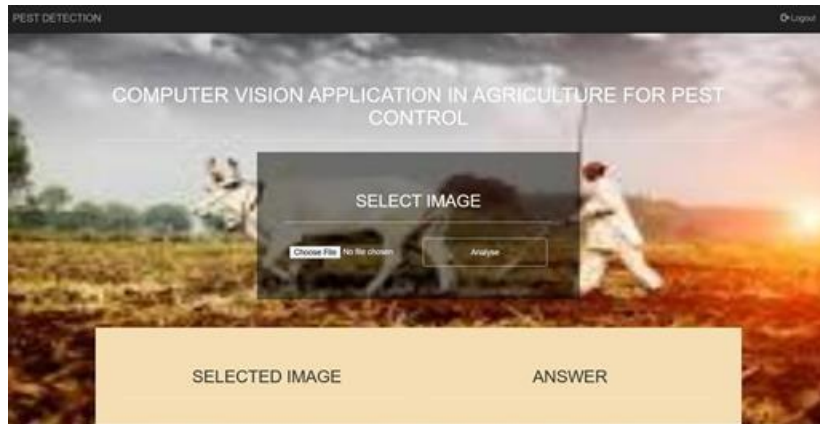 PEST DETECTION
Logout
COMPUTER VISION APPLICATION IN AGRICULTURE FOR PEST
CONTROL
SELECT IMAGE
Choose File No file chosen
Analyse
SELECTED IMAGE
ANSWER